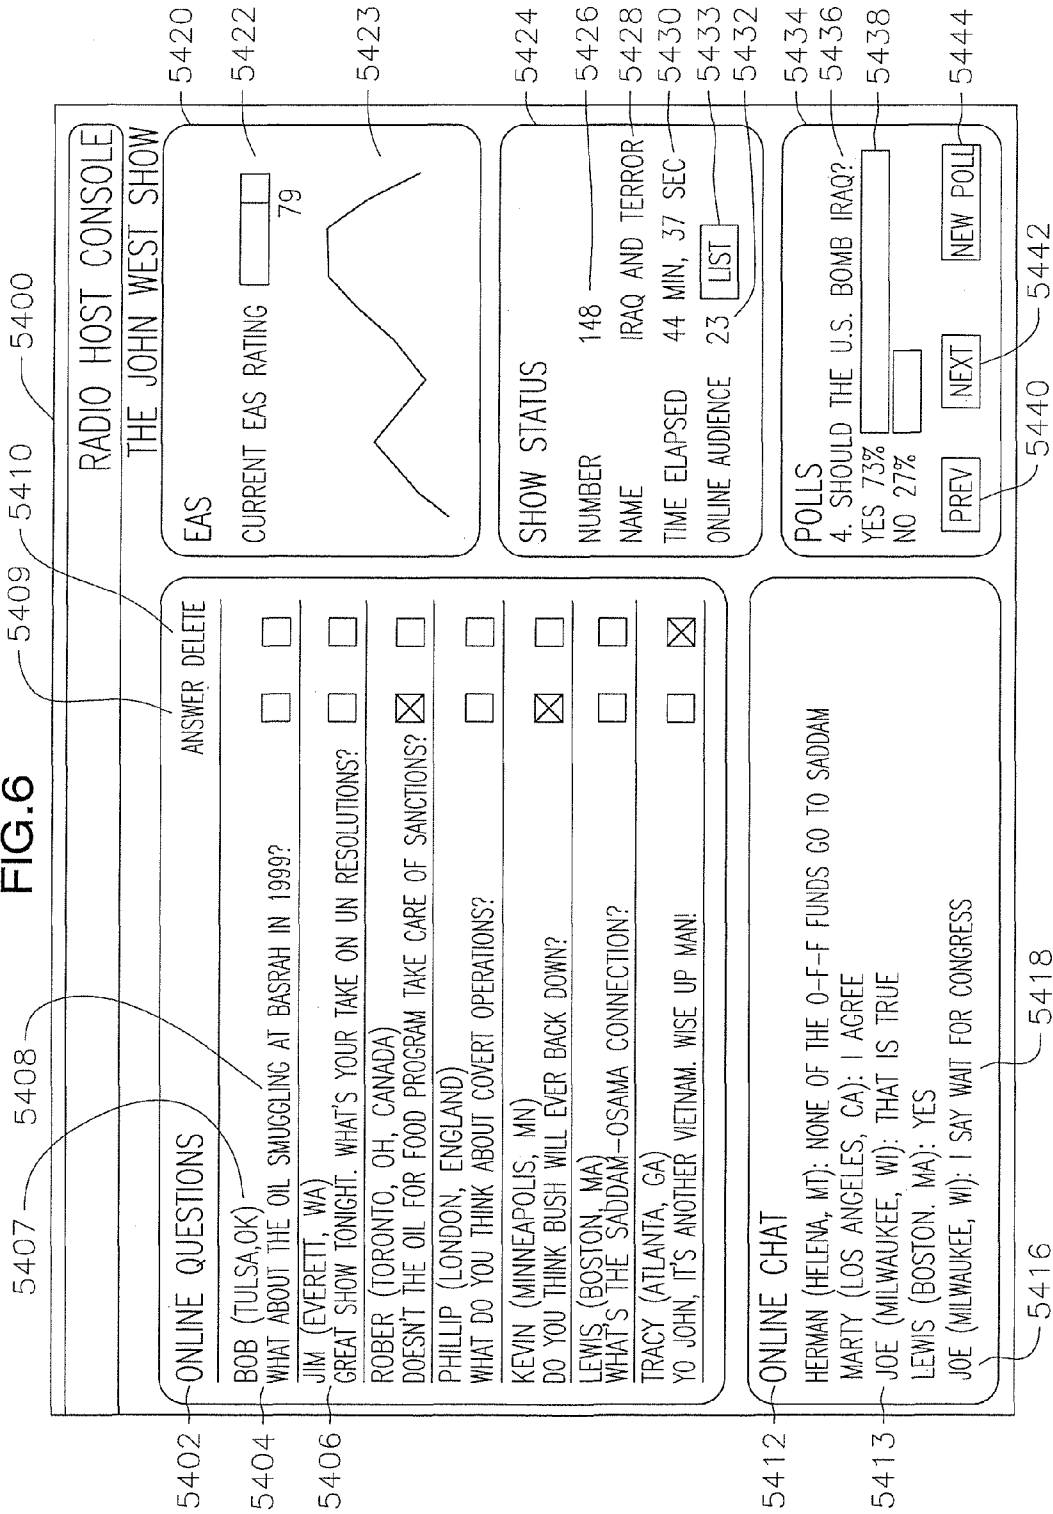 FIG.6
5400
RADIO HOST CONSOLE
THE JOHN WEST SHOW
5407
5408
5409
5410
5402
ONLINE QUESTIONS
ANSWER DELETE
5404
BOB (TULSA,OK)
WHAT ABOUT THE OIL SMUGGLING AT BASRAH IN 1999?
5406
JIM (EVERETT, WA)
GREAT SHOW TONIGHT. WHAT'S YOUR TAKE ON UN RESOLUTIONS?
ROBER (TORONTO, OH, CANADA)
DOESN'T THE OIL FOR FOOD PROGRAM TAKE CARE OF SANCTIONS?
PHILLIP (LONDON, ENGLAND)
WHAT DO YOU THINK ABOUT COVERT OPERATIONS?
KEVIN (MINNEAPOLIS, MN)
DO YOU THINK BUSH WILL EVER BACK DOWN?
LEWIS, (BOSTON, MA)
WHAT'S THE SADDAM-OSAMA CONNECTION?
TRACY (ATLANTA, GA)
YO JOHN, IT'S ANOTHER VIETNAM. WISE UP MAN!
5412
ONLINE CHAT
HERMAN (HELENA, MT): NONE OF THE O-F-F FUNDS GO TO SADDAM
MARTY (LOS ANGELES, CA): I AGREE
5413
JOE (MILWAUKEE, WI): THAT IS TRUE
LEWIS (BOSTON. MA): YES
JOE (MILWAUKEE, WI): I SAY WAIT FOR CONGRESS
5416
5418
EAS
5420
CURRENT EAS RATING
79
5422
5423
SHOW STATUS
5424
NUMBER 148
5426
NAME IRAQ AND TERROR
5428
TIME ELAPSED 44 MIN, 37 SEC
5430
ONLINE AUDIENCE 23 LIST
5433
5432
POLLS
5434
4. SHOULD THE U.S. BOMB IRAQ?
5436
YES 73%
5438
NO 27%
PREV NEXT NEW POLL
5444
5440
5442